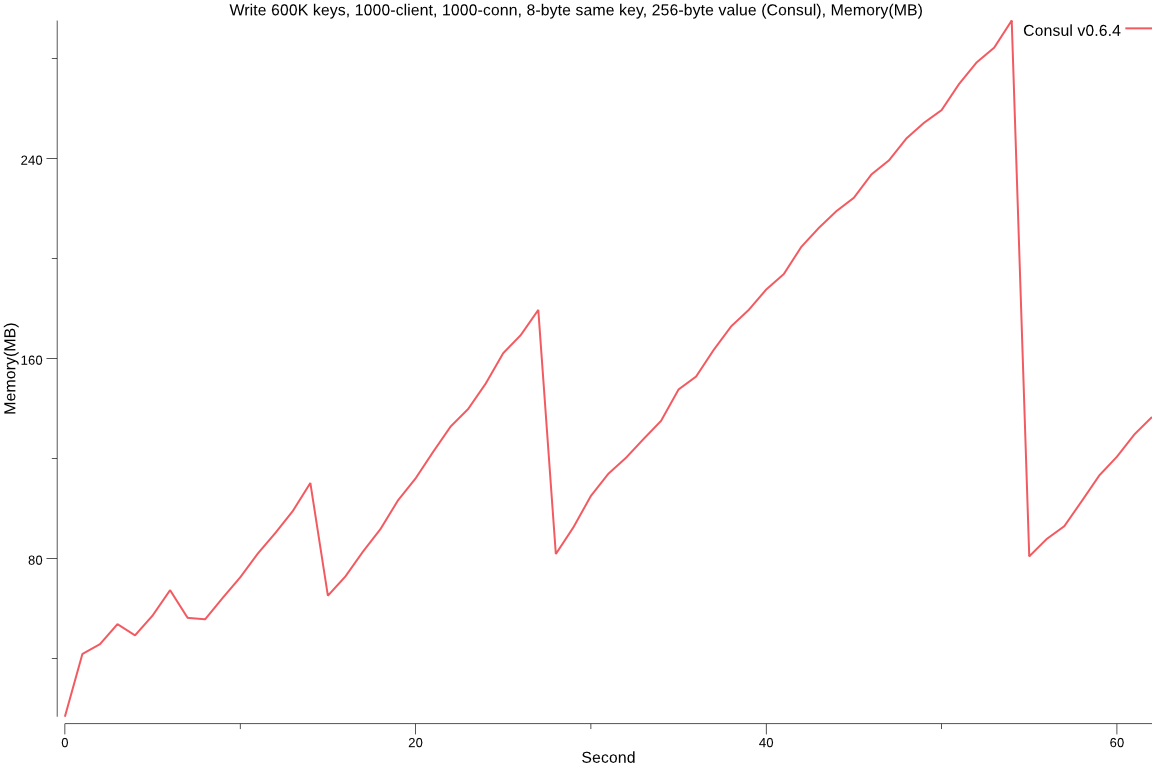 Write 600K keys, 1000-client, 1000-conn, 8-byte same key, 256-byte value (Consul), Memory(MB)
Consul v0.6.4
240
160
80
Memory(MB)
0
20
40
60
Second